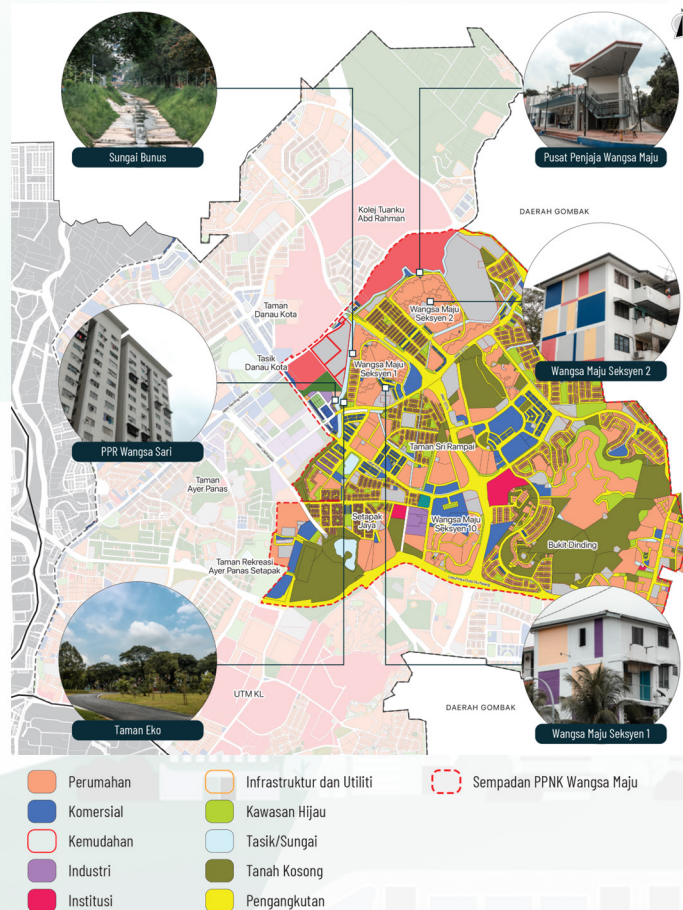 Sungai Bunus
Pusat Penjaja Wangsa Maju
Kolej Tuanku
Abd Rahman
DAERAH GOMBAK
Taman
Danau Kota
Wangsa Maju
Seksyen 2
Tasik
Danau Kota
Wangsa Maju
Seksyen 1
Wangsa Maju Seksyen 2
PPR Wangsa Sari
Taman Sri Rampai
Taman
Ayer Panas
Setapak
Jaya
Wangsa Maju
Seksyen 10
Bukit Dinding
Taman Rekreasi
Ayer Panas Setapak
UTM KL
DAERAH GOMBAK
Taman Eko
Wangsa Maju Seksyen 1
Perumahan
Infrastruktur dan Utiliti
Sempadan PPNK Wangsa Maju
Komersial
Kawasan Hijau
Kemudahan
Tasik/Sungai
Industri
Tanah Kosong
Institusi
Pengangkutan